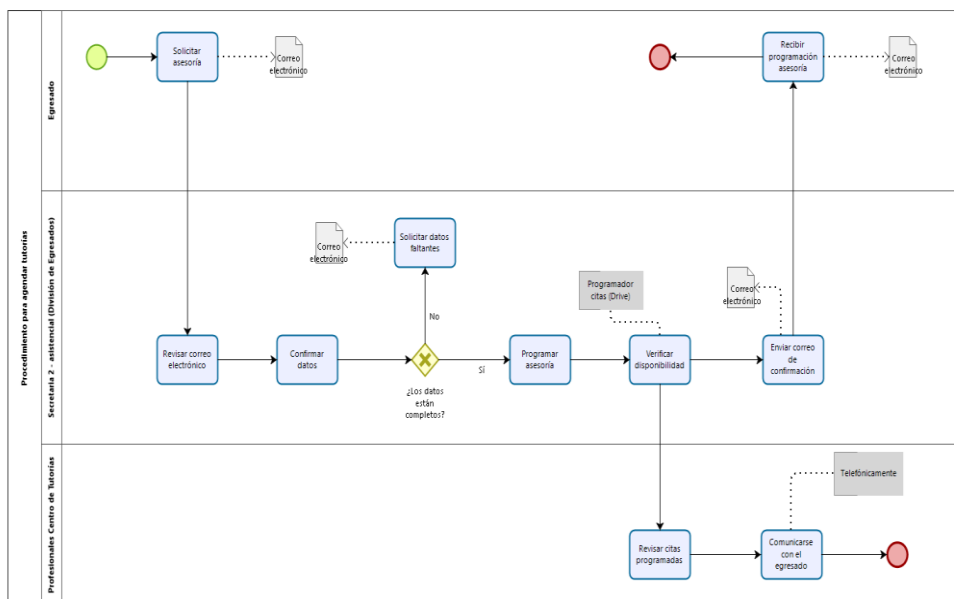 Procedimiento para agendar tutorías
Egresado
Solicitar
asesoría
Correo
electrónico
Recibir
programación
asesoría
Correo
electrónico
Secretaria 2 - asistencial (División de Egresados)
Solicitar datos
faltantes
Correo
electrónico
No
Revisar correo
electrónico
Confirmar
datos
¿Los datos
están
completos?
Sí
Programar
asesoría
Programador
citas (Drive)
Verificar
disponibilidad
Correo
electrónico
Enviar correo
de
confirmación
Profesionales Centro de Tutorías
Revisar citas
programadas
Comunicarse
con el
egresado
Telefónicamente